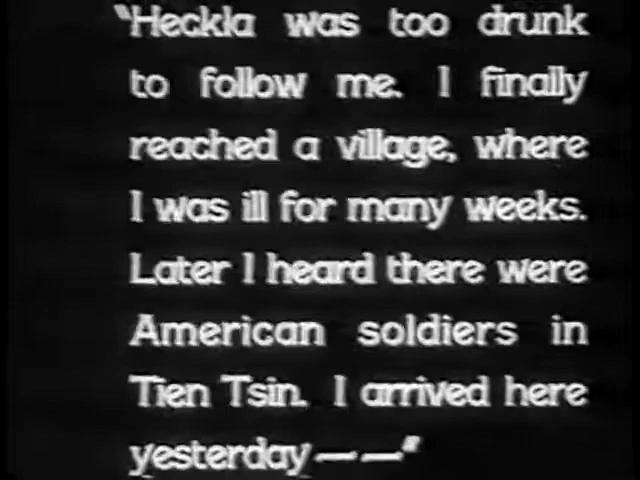 "Heckla was too drunk
to follow me. I finally
reached a village, where
I was ill for many weeks.
Later I heard there were
American soldiers in
Tien Tsin. I arrived here
yesterday——"